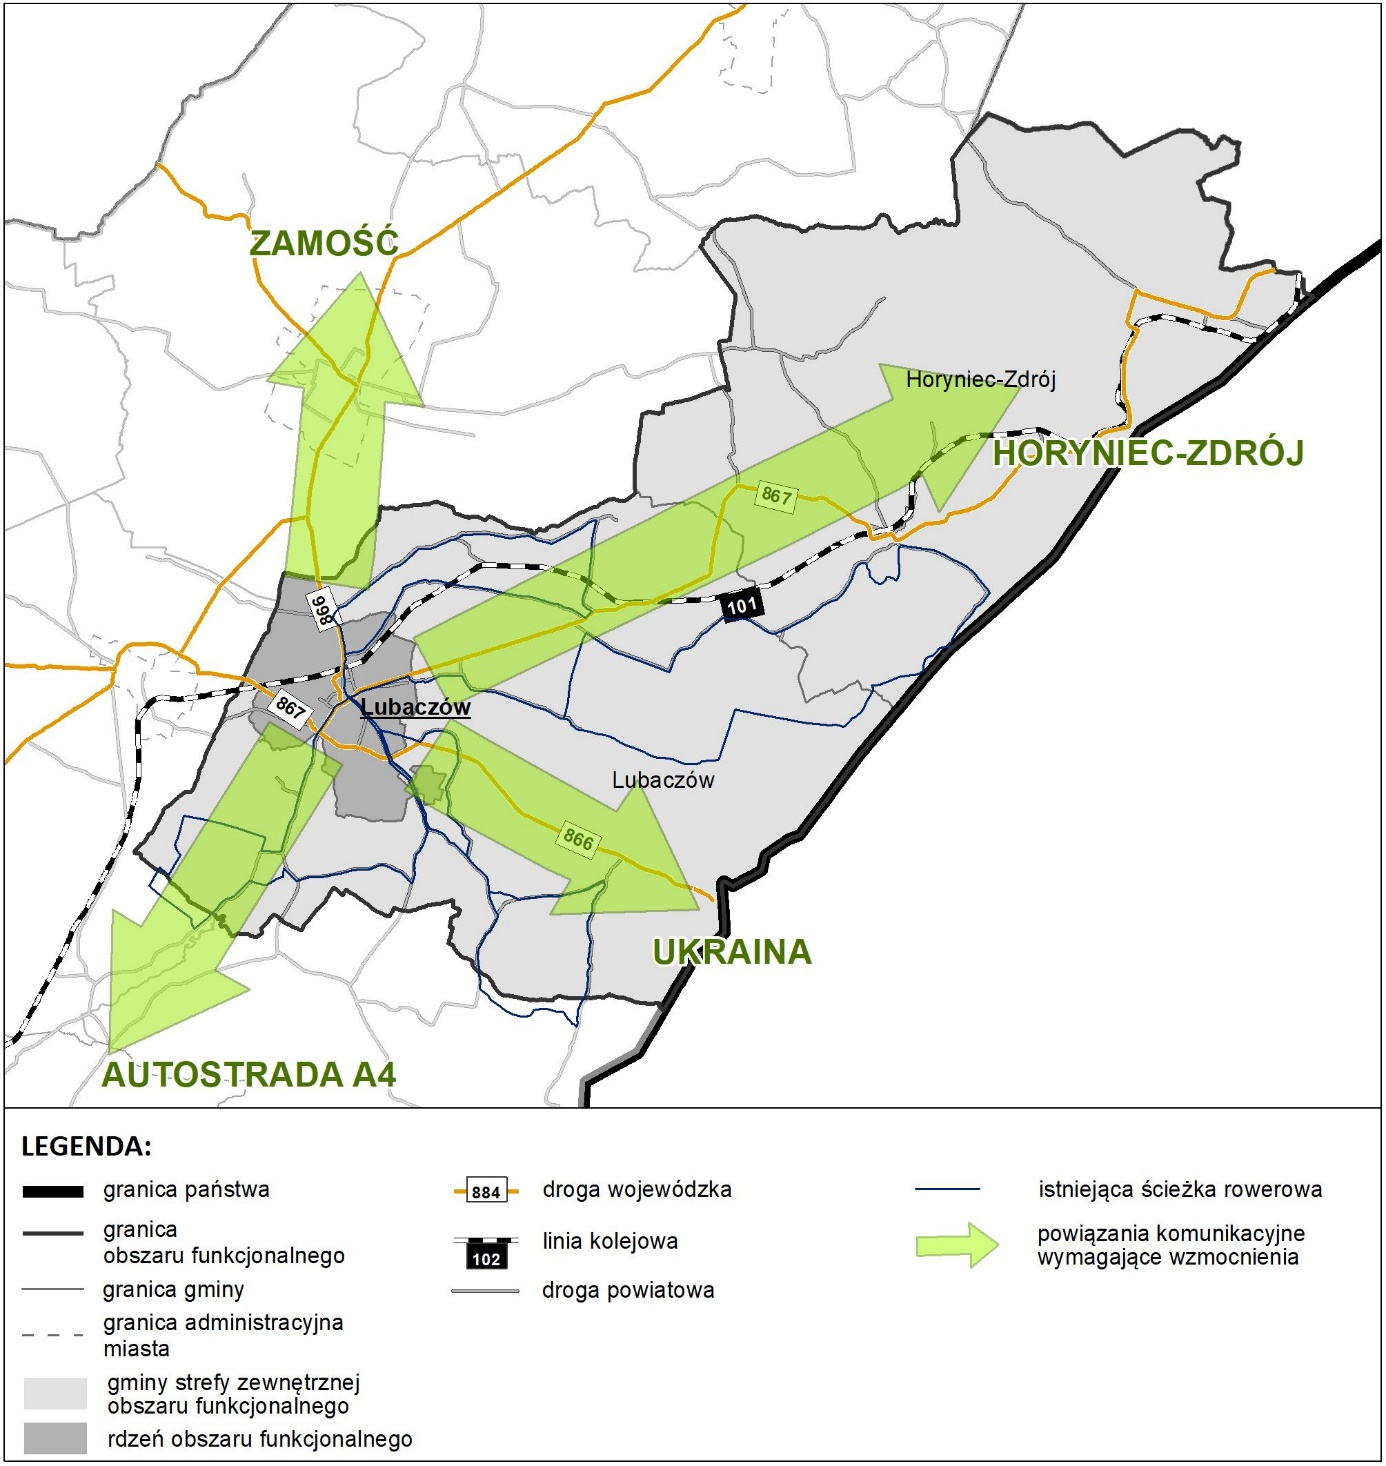 ZAMOŚĆ
Horyniec-Zdrój
HORYNIEC-ZDRÓJ
867
101
866
867
Lubaczów
Lubaczów
866
UKRAINA
AUTOSTRADA A4
LEGENDA:
granica państwa
granica
obszaru funkcjonalnego
granica gminy
granica administracyjna
miasta
gminy strefy zewnętrznej
obszaru funkcjonalnego
rdzeń obszaru funkcjonalnego
884
droga wojewódzka
102
linia kolejowa
droga powiatowa
istniejąca ścieżka rowerowa
powiązania komunikacyjne
wymagające wzmocnienia